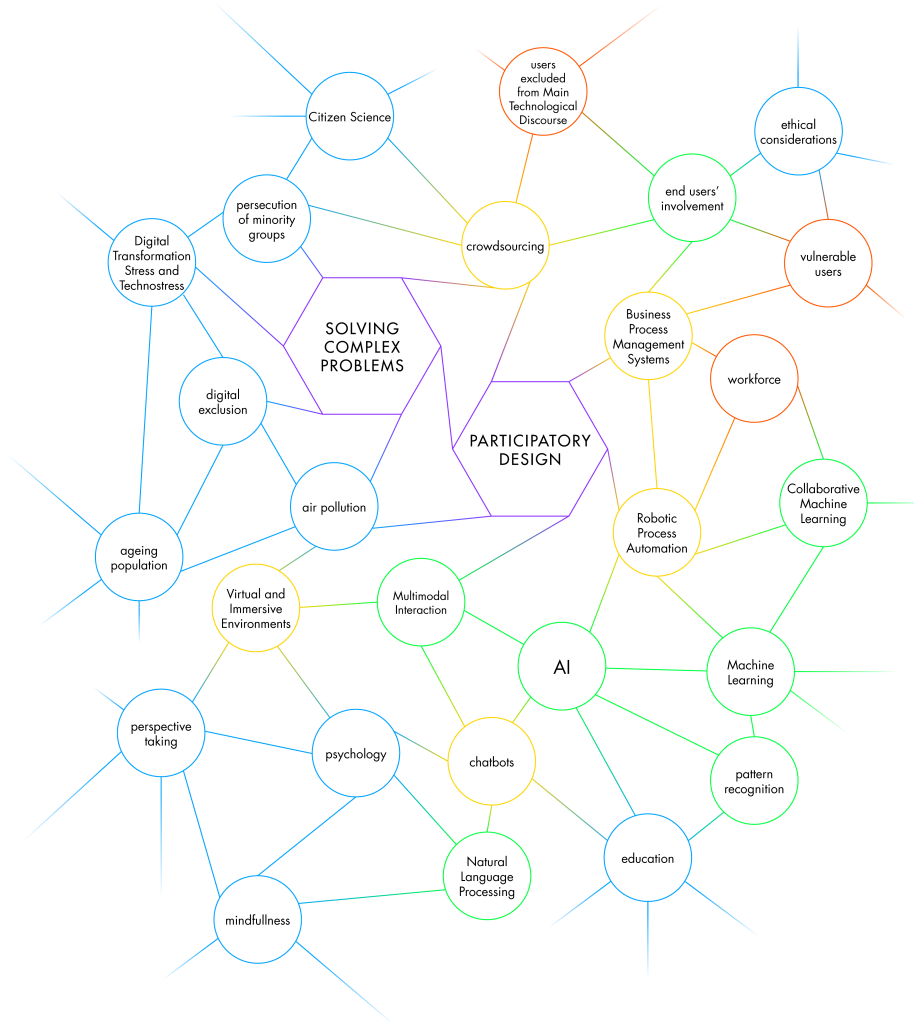 users
excluded
from Main
Technological
Discourse
Citizen Science
ethical
considerations
end users'
involvement
persecution
of minority
groups
crowdsourcing
Digital
Transformation
Stress and
Technostress
vulnerable
users
SOLVING
COMPLEX
PROBLEMS
Business
Process
Management
Systems
workforce
digital
exclusion
PARTICIPATORY
DESIGN
air pollution
Collaborative
Machine
Learning
Robotic
Process
Automation
ageing
population
Virtual and
Immersive
Environments
Multimodal
Interaction
AI
Machine
Learning
perspective
taking
psychology
chatbots
pattern
recognition
education
Natural
Language
Processing
mindfullness